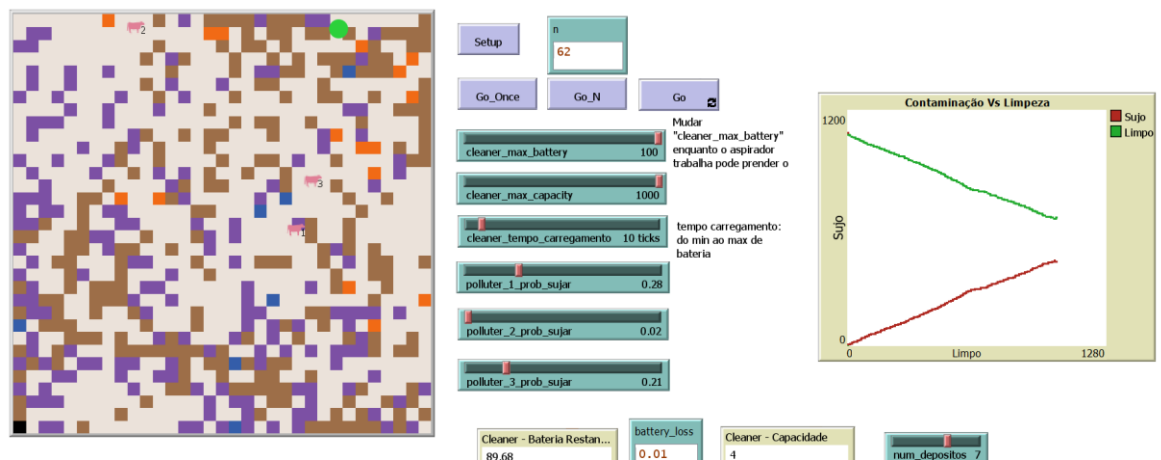 2
3
1
Setup
n
62
Go_Once
Go_N
Go
Mudar
"cleaner_max_battery"
enquanto o aspirador
trabalha pode prender o
cleaner_max_battery 100
cleaner_max_capacity 1000
cleaner_tempo_carregamento 10 ticks
tempo carregamento:
do min ao max de
bateria
polluter_1_prob_sujar 0.28
polluter_2_prob_sujar 0.02
polluter_3_prob_sujar 0.21
Contaminação Vs Limpeza
1200
Sujo
0
0
Limpo
1280
Sujo
Limpo
Cleaner - Bateria Restan...
89.68
battery_loss
0.01
Cleaner - Capacidade
4
num_depositos 7